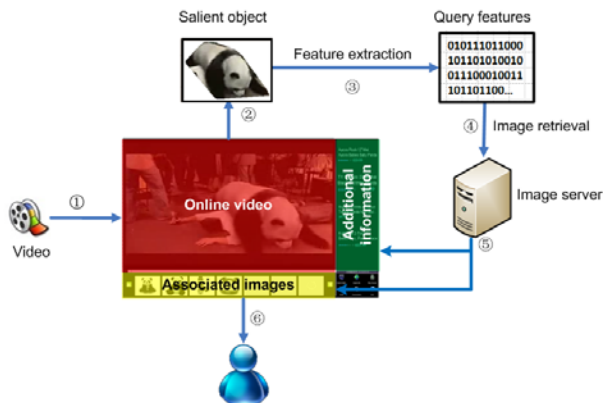 Salient object
Query features
Feature extraction
③
010111011000
101101010010
011100010011
101101100...
②
④
Image retrieval
①
Online video
Additional
information
Image server
Video
⑤
Associated images
⑥